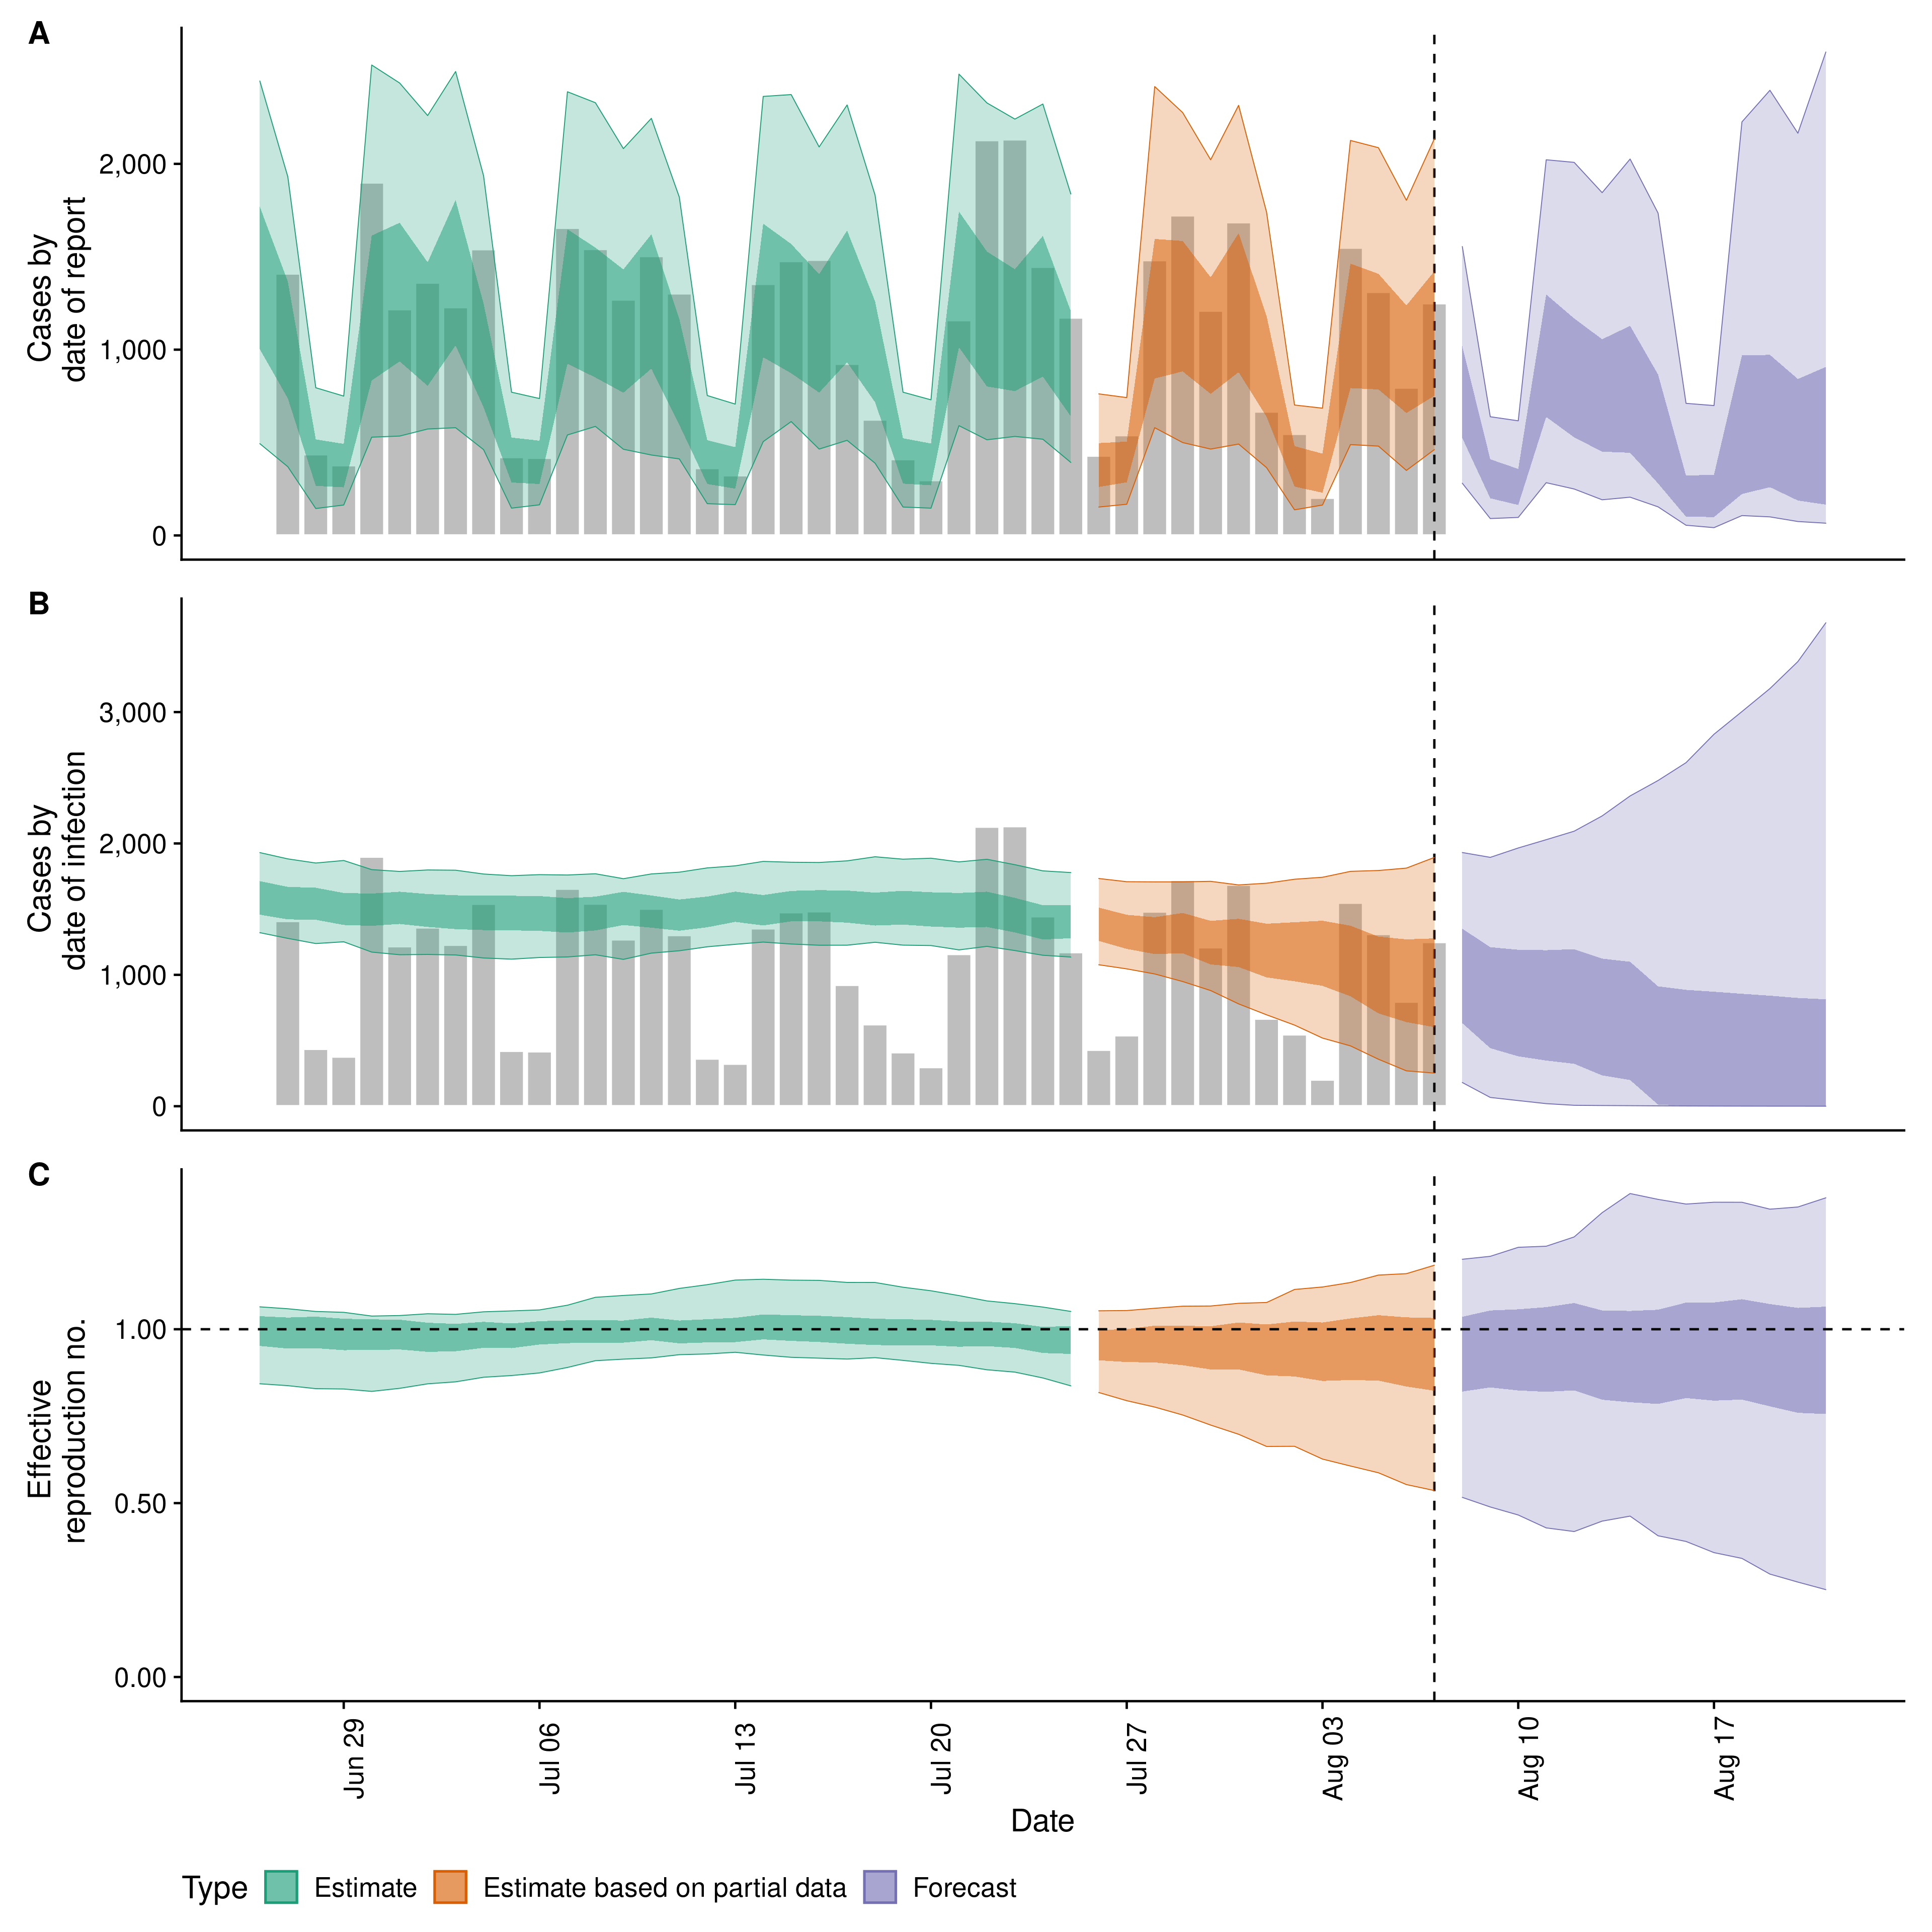 A
Cases by
date of report
2,000
1,000
0
B
Cases by
date of infection
3,000
2,000
1,000
0
C
Effective
reproduction no.
1.00
0.50
0.00
Jun 29
Jul 06
Jul 13
Jul 20
Jul 27
Aug 03
Aug 10
Aug 17
Date
Type Estimate Estimate based on partial data Forecast